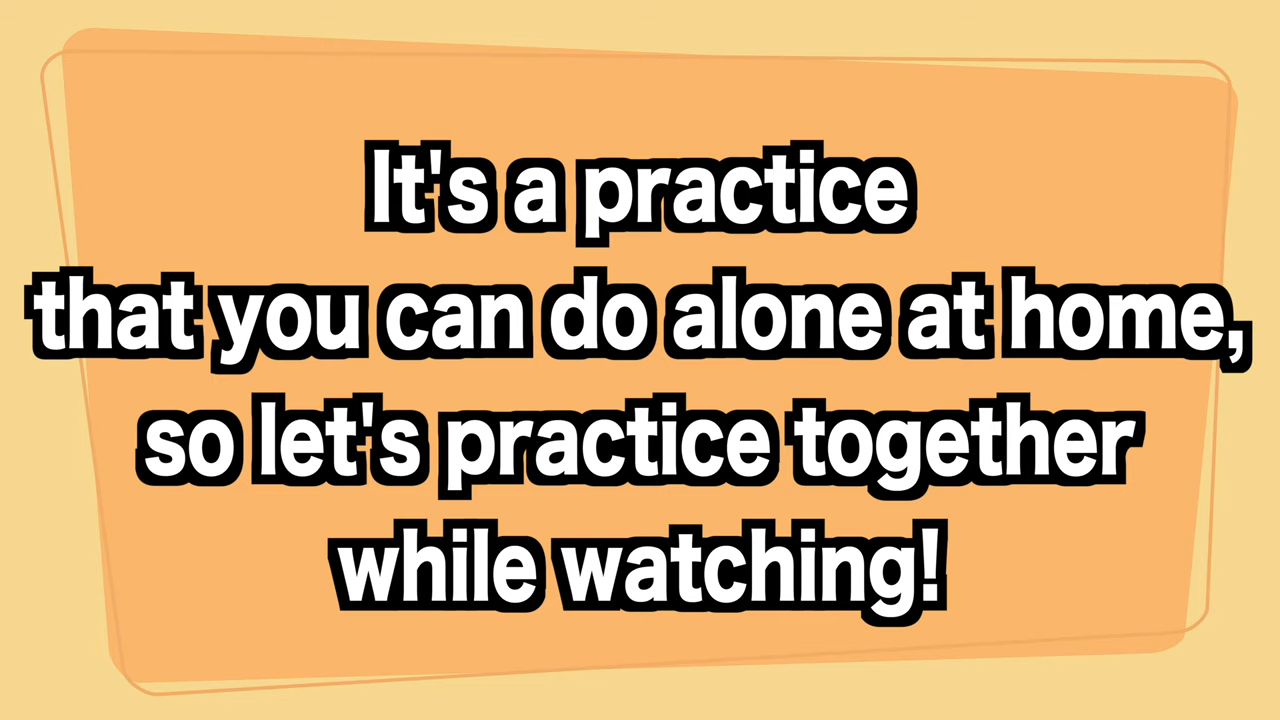 It's a practice
that you can do alone at home,
so let's practice together
while watching!